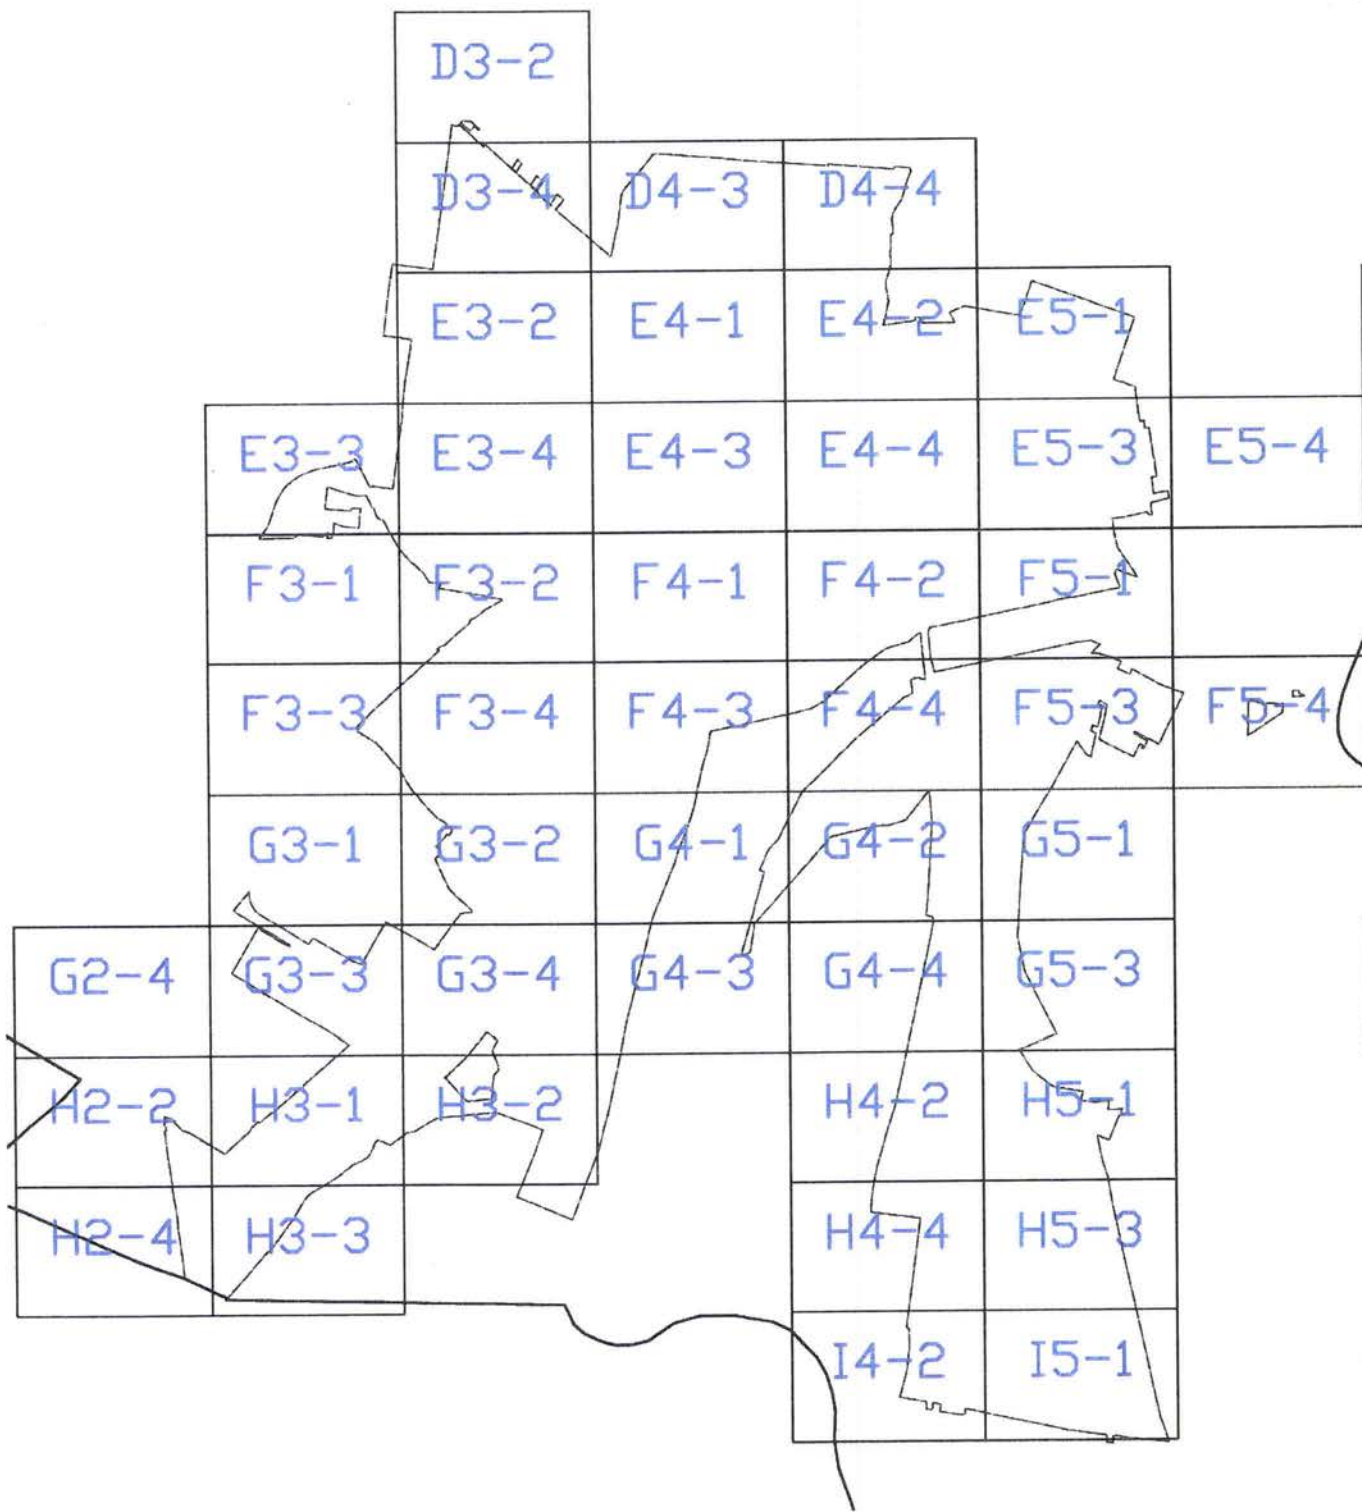 D3-2
D3-4 D4-3 D4-4
E3-2 E4-1 E4-2 E5-1
E3-3 E3-4 E4-3 E4-4 E5-3 E5-4
F3-1 F3-2 F4-1 F4-2 F5-1
F3-3 F3-4 F4-3 F4-4 F5-3 F5-4
G3-1 G3-2 G4-1 G4-2 G5-1
G2-4 G3-3 G3-4 G4-3 G4-4 G5-3
H2-2 H3-1 H3-2 H4-2 H5-1
H2-4 H3-3 H4-4 H5-3
I4-2 I5-1